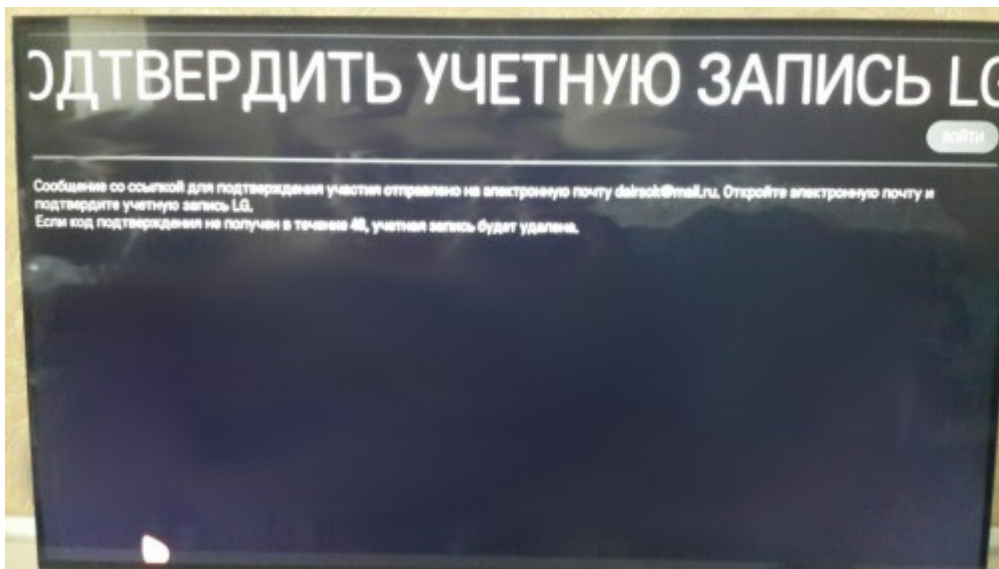 ОДТВЕРДИТЬ УЧЕТНУЮ ЗАПИСЬ LG
ВОЙТИ
Сообщение со ссылкой для подтверждения участия отправлено на электронную почту dairsok@mail.ru. Откройте электронную почту и
подтвердите учетную запись LG.
Если код подтверждения не получен в течение 48, учетная запись будет удалена.